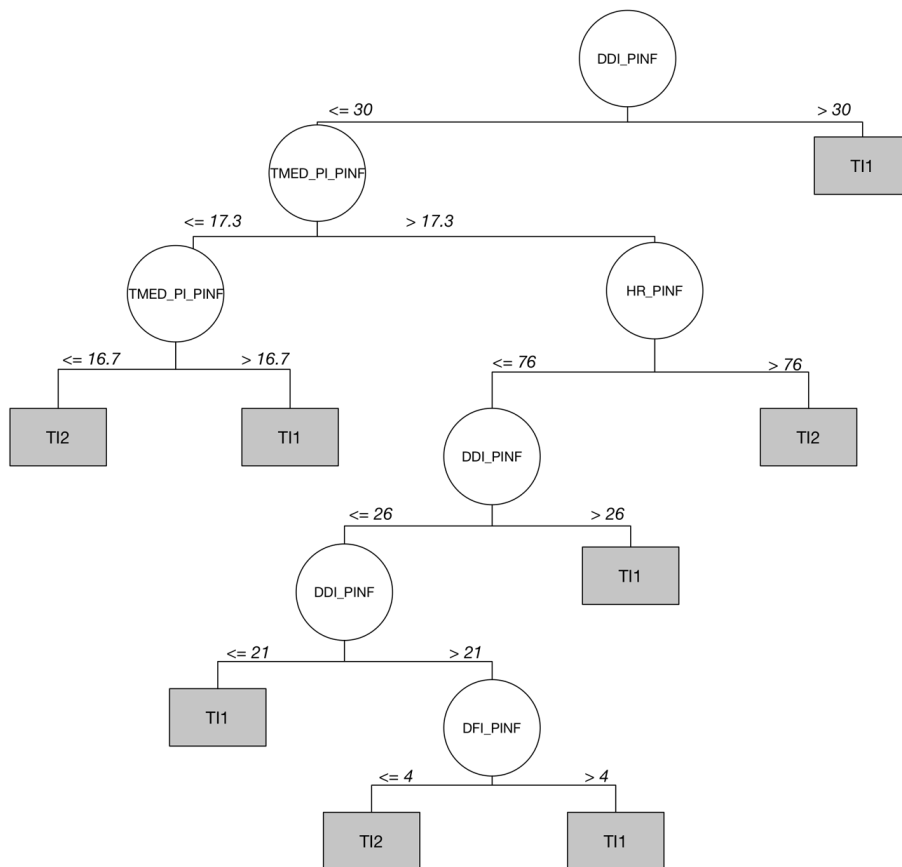 DDI_PINF
<= 30
> 30
TMED_PI_PINF
TI1
<= 17.3
> 17.3
TMED_PI_PINF
HR_PINF
<= 16.7
> 16.7
<= 76
> 76
TI2
TI1
DDI_PINF
TI2
<= 26
> 26
DDI_PINF
TI1
<= 21
> 21
TI1
DFI_PINF
<= 4
> 4
TI2
TI1